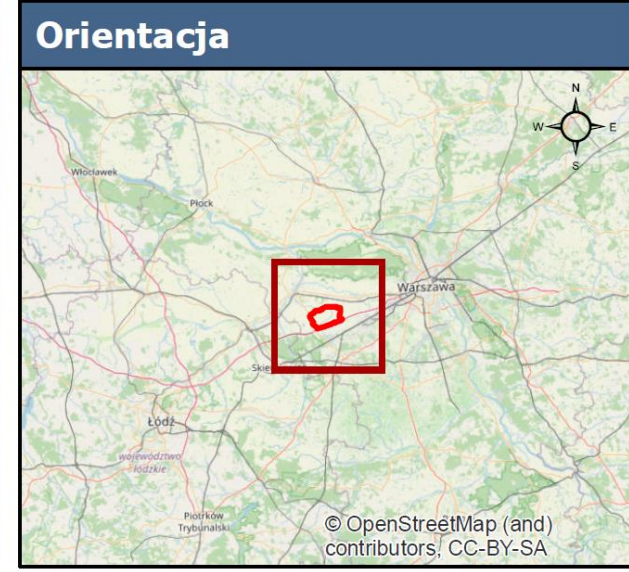 Orientacja
N
W E
S
Włocławek
Płock
Warszawa
Skie
Łódź
województwo
łódzkie
Piotrków
Trybunalski
© OpenStreetMap (and)
contributors, CC-BY-SA